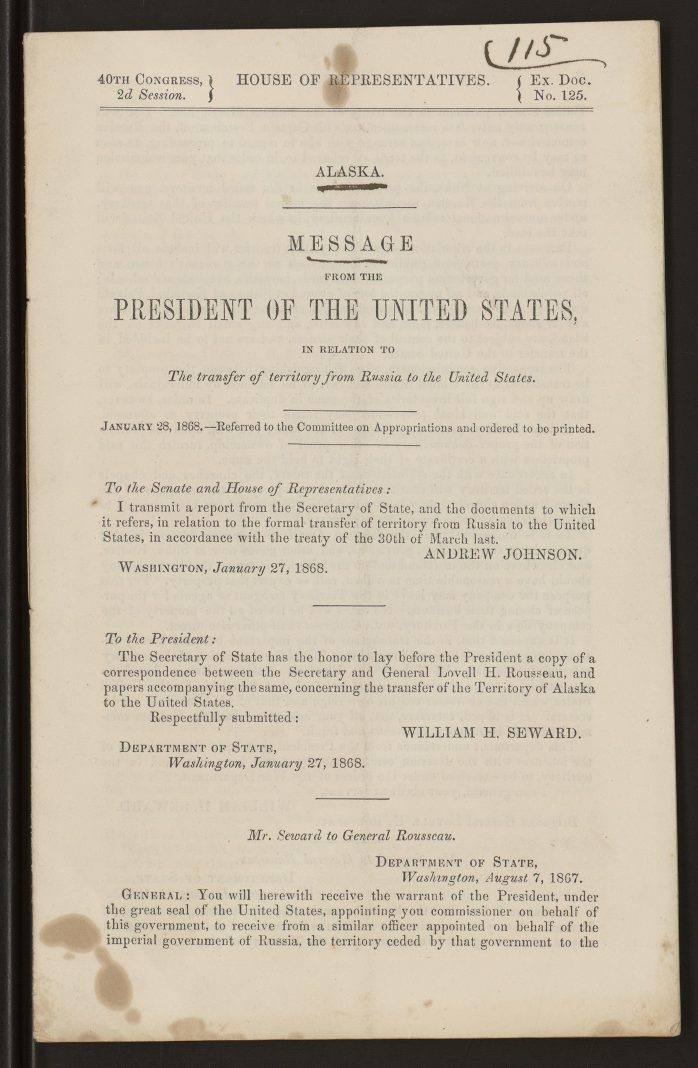 115
40TH CONGRESS, } HOUSE OF REPRESENTATIVES. { Ex. Doc.
2d Session. } { No. 125.
ALASKA.
MESSAGE
FROM THE
PRESIDENT OF THE UNITED STATES,
IN RELATION TO
The transfer of territory from Russia to the United States.
JANUARY 28, 1868.—Referred to the Committee on Appropriations and ordered to be printed.
To the Senate and House of Representatives:
I transmit a report from the Secretary of State, and the documents to which
it refers, in relation to the formal transfer of territory from Russia to the United
States, in accordance with the treaty of the 30th of March last.
ANDREW JOHNSON.
WASHINGTON, January 27, 1868.
To the President:
The Secretary of State has the honor to lay before the President a copy of a
correspondence between the Secretary and General Lovell H. Rousseau, and
papers accompanying the same, concerning the transfer of the Territory of Alaska
to the United States.
Respectfully submitted:
WILLIAM H. SEWARD.
DEPARTMENT OF STATE,
Washington, January 27, 1868.
Mr. Seward to General Rousseau.
DEPARTMENT OF STATE,
Washington, August 7, 1867.
GENERAL: You will herewith receive the warrant of the President, under
the great seal of the United States, appointing you commissioner on behalf of
this government, to receive from a similar officer appointed on behalf of the
imperial government of Russia, the territory ceded by that government to the